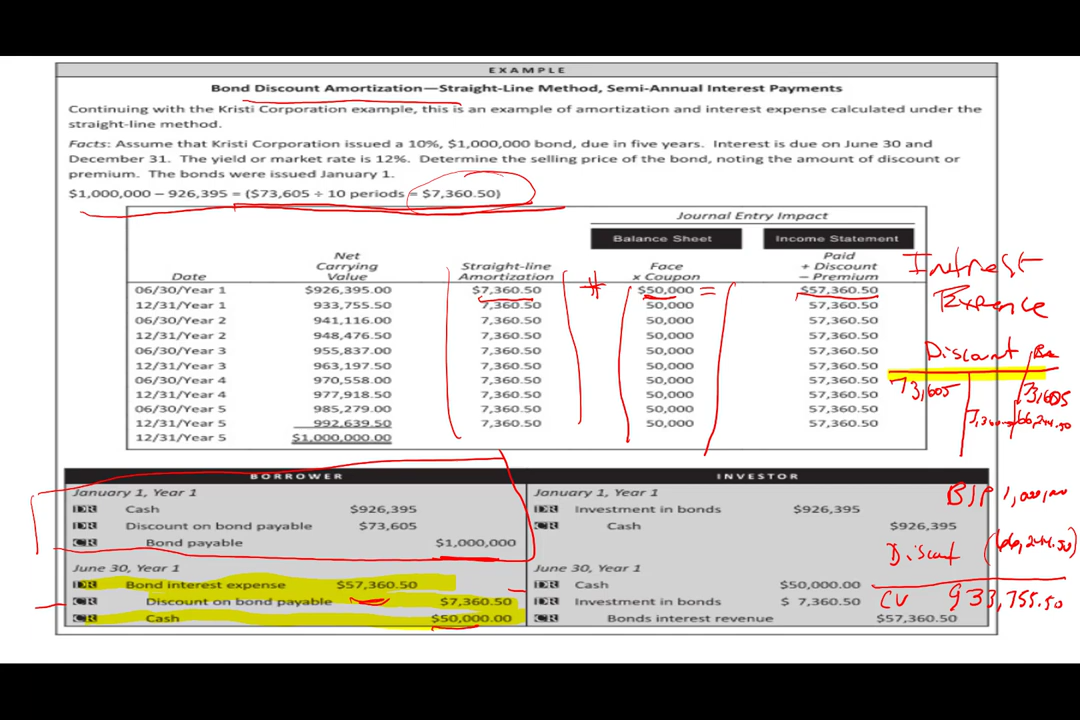 EXAMPLE
Bond Discount Amortization—Straight-Line Method, Semi-Annual Interest Payments
Continuing with the Kristi Corporation example, this is an example of amortization and interest expense calculated under the
straight-line method.
Facts: Assume that Kristi Corporation issued a 10%, $1,000,000 bond, due in five years. Interest is due on June 30 and
December 31. The yield or market rate is 12%. Determine the selling price of the bond, noting the amount of discount or
premium. The bonds were issued January 1.
$1,000,000 – 926,395 = ($73,605 ÷ 10 periods = $7,360.50)
Journal Entry Impact
Balance Sheet Income Statement
Net Paid
Carrying Straight-line Face + Discount
Date Value Amortization x Coupon – Premium
06/30/Year 1 $926,395.00 $7,360.50 $50,000 = $57,360.50
12/31/Year 1 933,755.50 7,360.50 50,000 57,360.50
06/30/Year 2 941,116.00 7,360.50 50,000 57,360.50
12/31/Year 2 948,476.50 7,360.50 50,000 57,360.50
06/30/Year 3 955,837.00 7,360.50 50,000 57,360.50
12/31/Year 3 963,197.50 7,360.50 50,000 57,360.50
06/30/Year 4 970,558.00 7,360.50 50,000 57,360.50
12/31/Year 4 977,918.50 7,360.50 50,000 57,360.50
06/30/Year 5 985,279.00 7,360.50 50,000 57,360.50
12/31/Year 5 992,639.50 7,360.50 50,000 57,360.50
12/31/Year 5 $1,000,000.00
Interest
Expence
Discount
73,605 73,605
66,244.50
BORROWER
January 1, Year 1
DR Cash $926,395
DR Discount on bond payable $73,605
CR Bond payable $1,000,000
June 30, Year 1
DR Bond interest expense $57,360.50
CR Discount on bond payable $7,360.50
CR Cash $50,000.00
INVESTOR
January 1, Year 1
DR Investment in bonds $926,395
CR Cash $926,395
June 30, Year 1
DR Cash $50,000.00
DR Investment in bonds $ 7,360.50
CR Bonds interest revenue $57,360.50
Discout (66,244.50)
CV 933,755.50